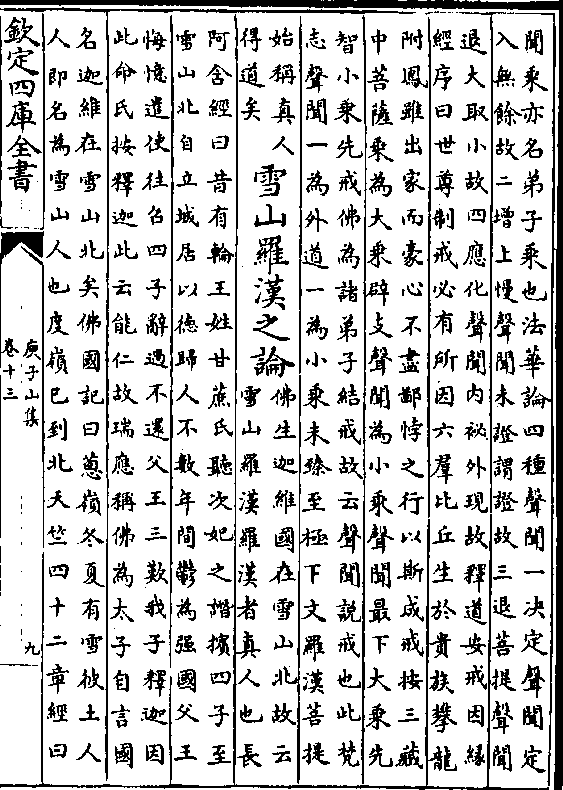 聞乘亦名弟子乘也法華論四種聲聞一決定聲聞定
入無餘故二增上慢聲聞未證謂證故三退菩提聲聞
退大取小故四應化聲聞内袐外現故釋道安戒因緣
經序曰世尊制戒必有所因六羣比丘生於貴族攀龍
附鳳雖出家而豪心不盡鄙悖之行以斯成戒按三藏
中菩薩乘為大乘辟支聲聞為小乘聲聞最下大乘先
智小乘先戒佛為諸弟子結戒故云聲聞説戒也此梵
志聲聞一為外道一為小乘未臻至極下文羅漢菩提
始稱真人
得道矣
雪山羅漢之論
佛生迦維國在雪山北故云
雪山羅漢羅漢者真人也長
阿含經曰昔有輪王姓甘蔗氏聽次妃之譖擯四子至
雪山北自立城居以德歸人不數年間欝為强國父王
悔憶遣使往召四子辭過不還父王三歎我子釋迦因
此命氏按釋迦此云能仁故瑞應稱佛為太子自言國
名迦維在雪山北矣佛國記曰蔥嶺冬夏有雪彼土人
人即名為雪山人也度嶺已到北天竺四十二章經曰
欽定四庫全書
庾子山集
卷十三
九